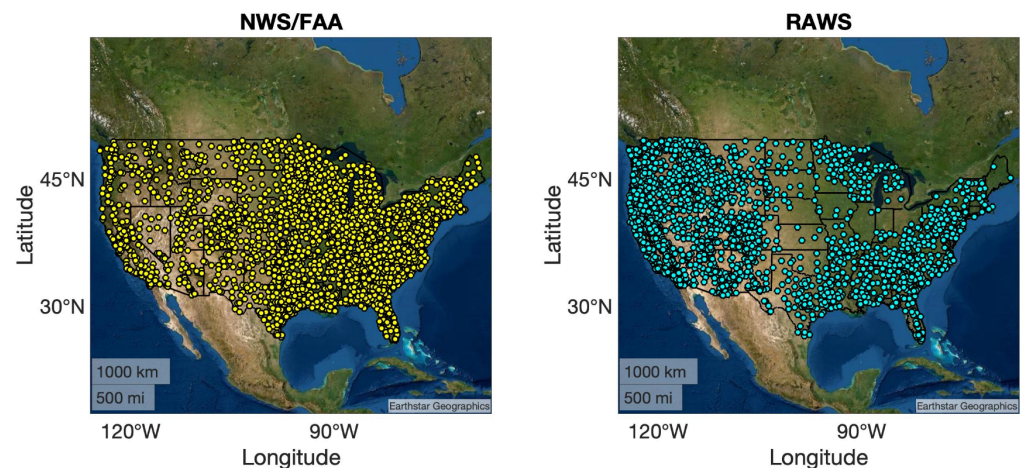 NWS/FAA
45°N
30°N
Latitude
1000 km
500 mi
Earthstar Geographics
120°W
90°W
Longitude
RAWS
45°N
30°N
Latitude
1000 km
500 mi
Earthstar Geographics
120°W
90°W
Longitude